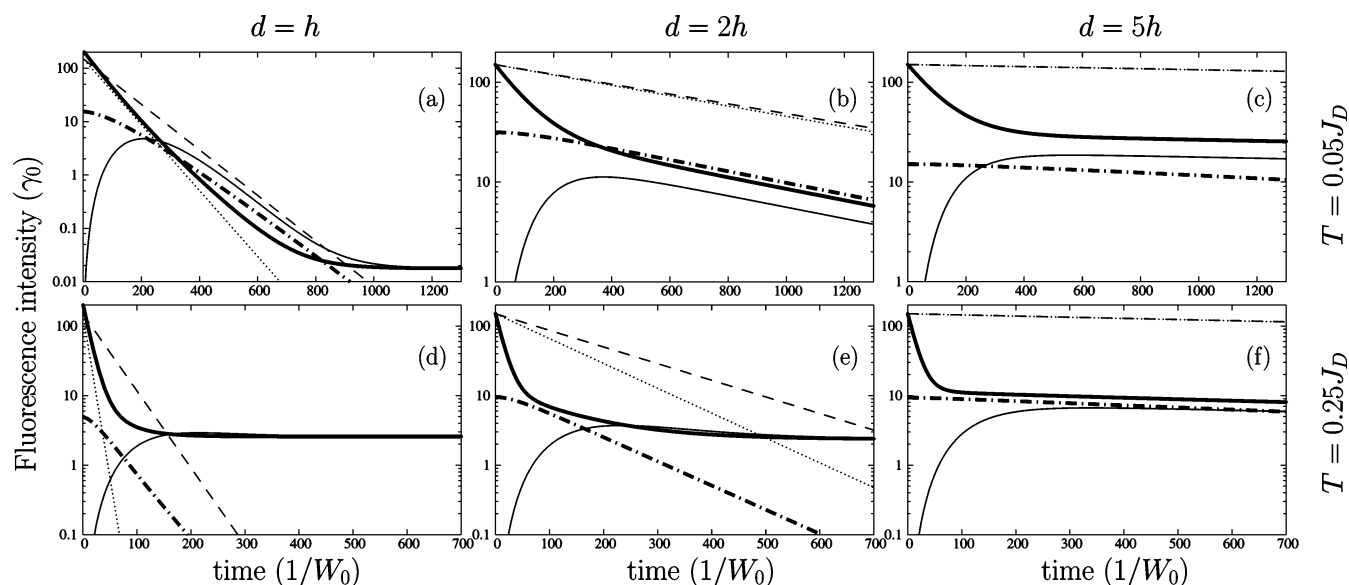 d = h
d = 2h
d = 5h
Fluorescence intensity (γ₀)
(a)
100
10
1
0.1
0.01
0 200 400 600 800 1000 1200
(b)
100
10
1
0 200 400 600 800 1000 1200
(c)
100
10
1
0 200 400 600 800 1000 1200
T = 0.05J_D
(d)
100
10
1
0.1
0 100 200 300 400 500 600 700
time (1/W₀)
(e)
100
10
1
0.1
0 100 200 300 400 500 600 700
time (1/W₀)
(f)
100
10
1
0.1
0 100 200 300 400 500 600 700
time (1/W₀)
T = 0.25J_D